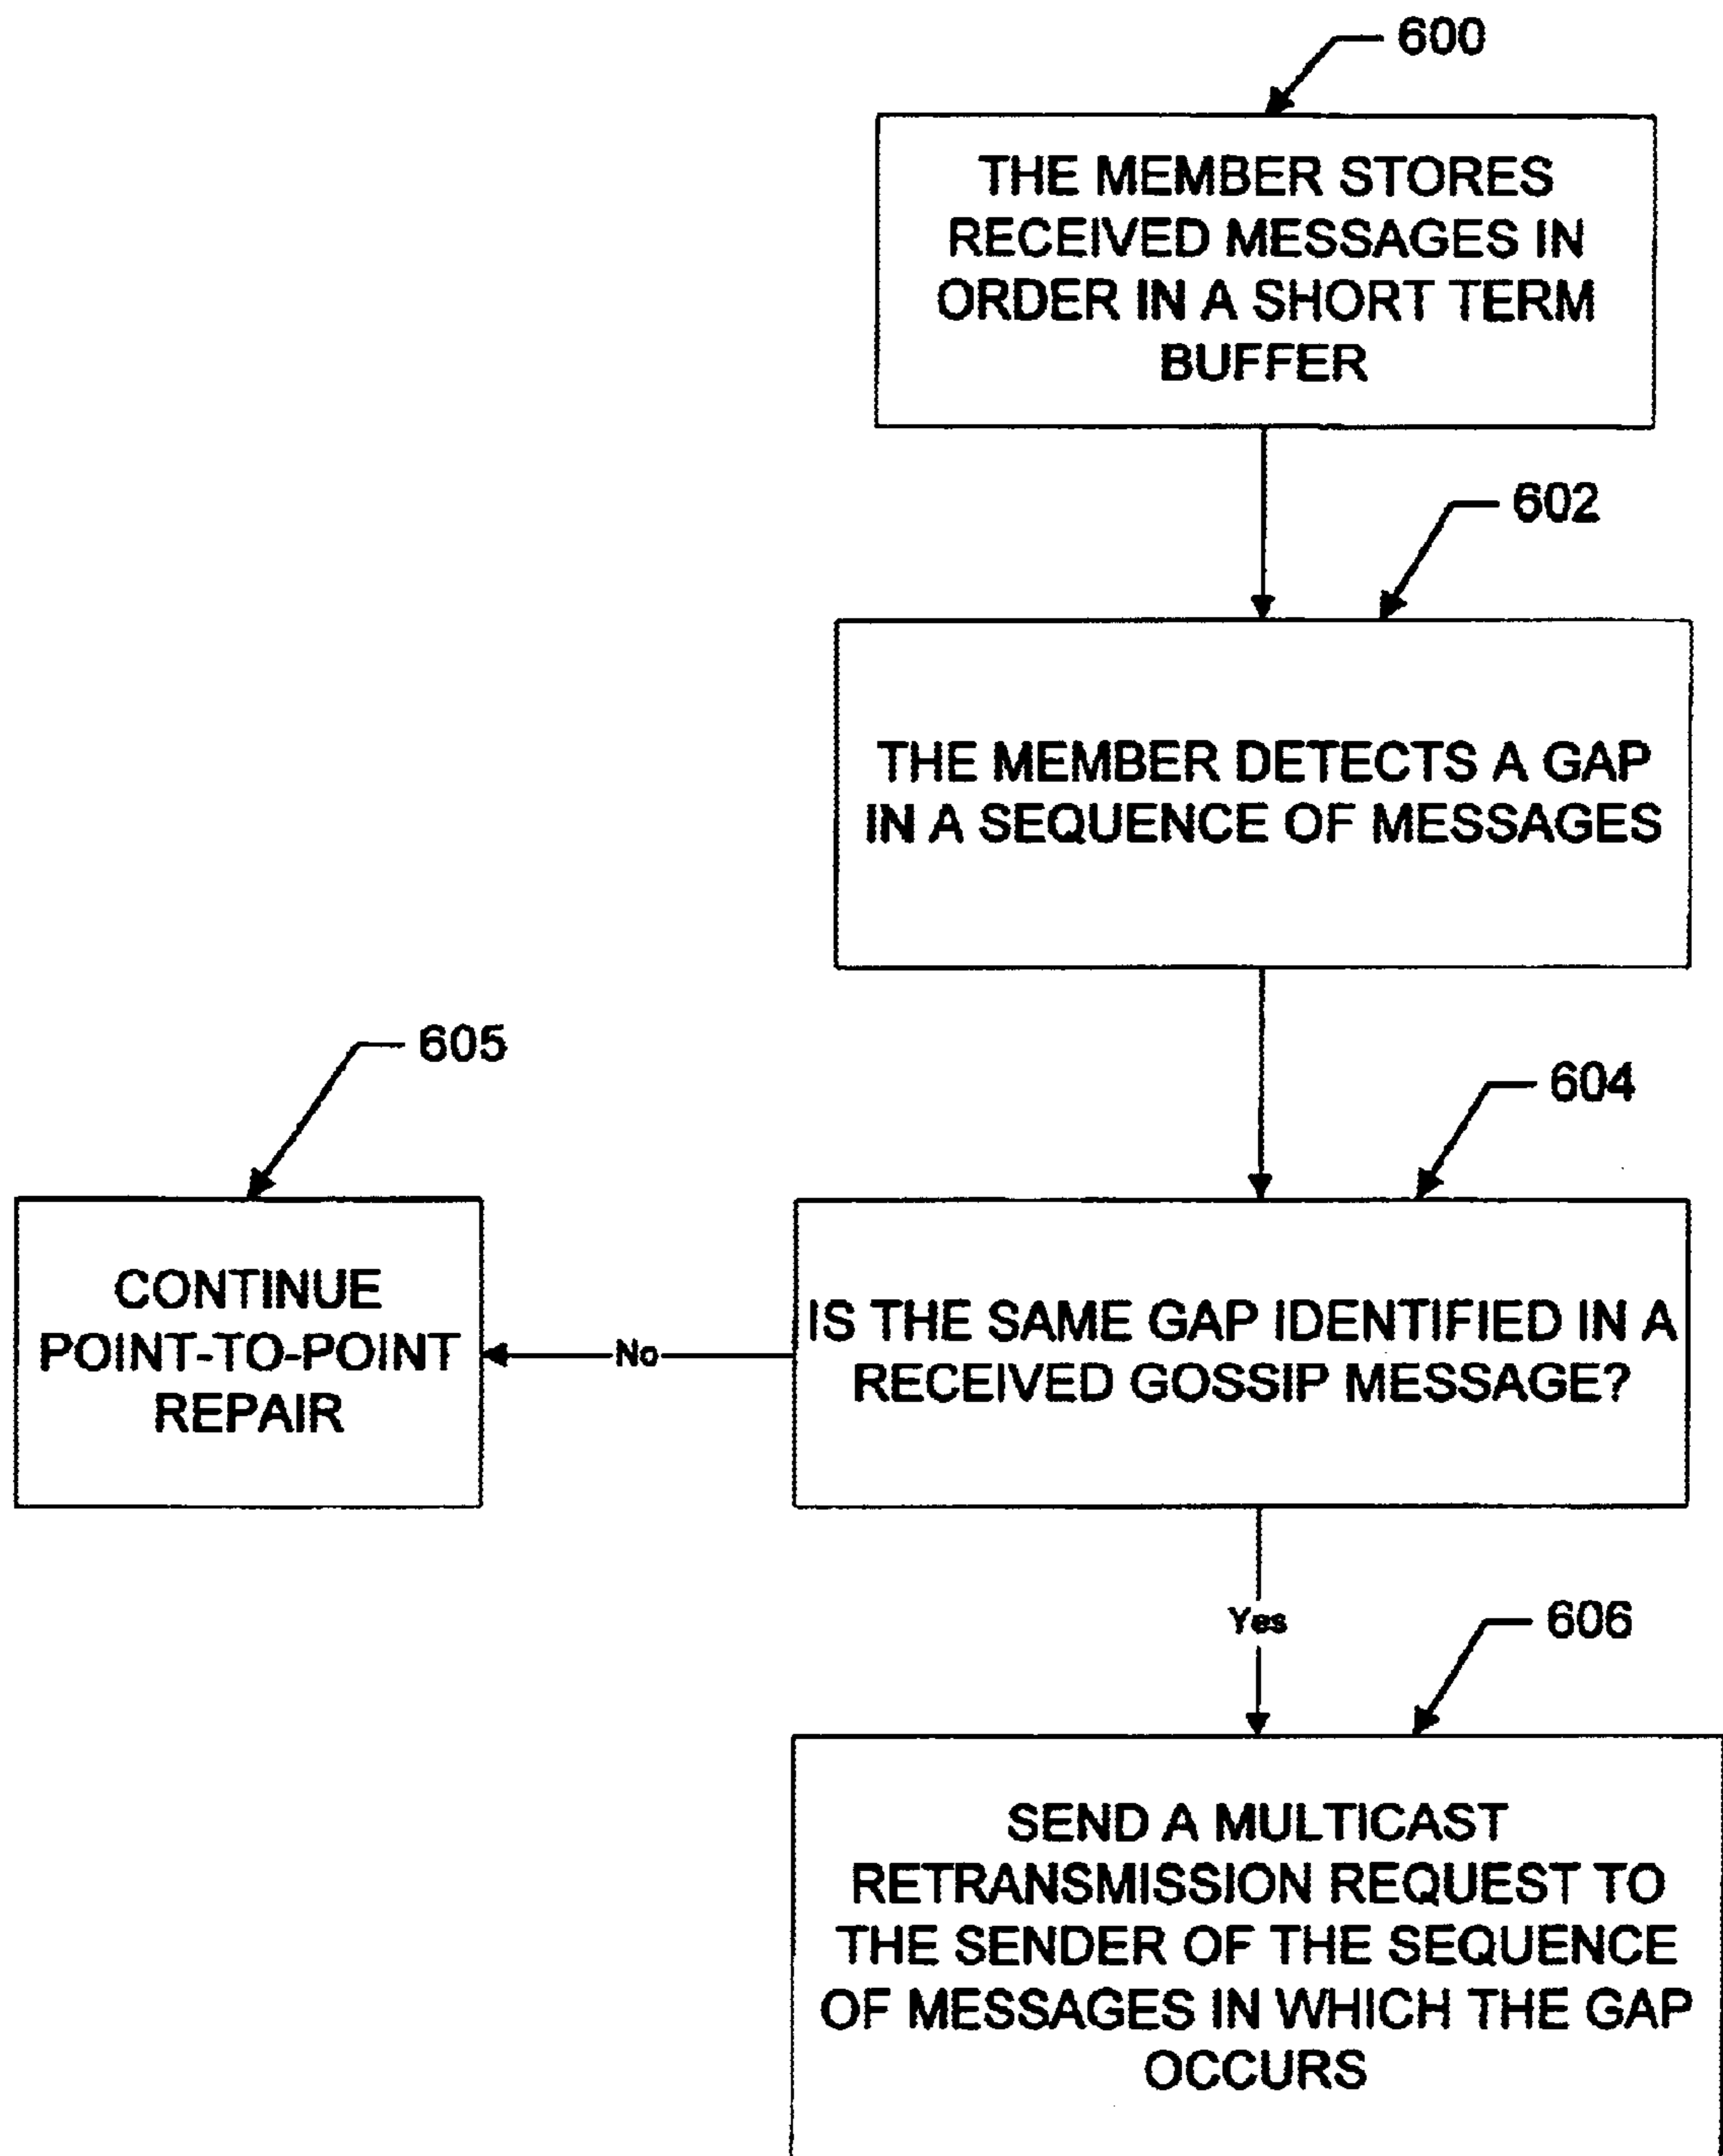 600
THE MEMBER STORES
RECEIVED MESSAGES IN
ORDER IN A SHORT TERM
BUFFER
602
THE MEMBER DETECTS A GAP
IN A SEQUENCE OF MESSAGES
605
604
CONTINUE
POINT-TO-POINT
REPAIR
No
IS THE SAME GAP IDENTIFIED IN A
RECEIVED GOSSIP MESSAGE?
Yes
606
SEND A MULTICAST
RETRANSMISSION REQUEST TO
THE SENDER OF THE SEQUENCE
OF MESSAGES IN WHICH THE GAP
OCCURS